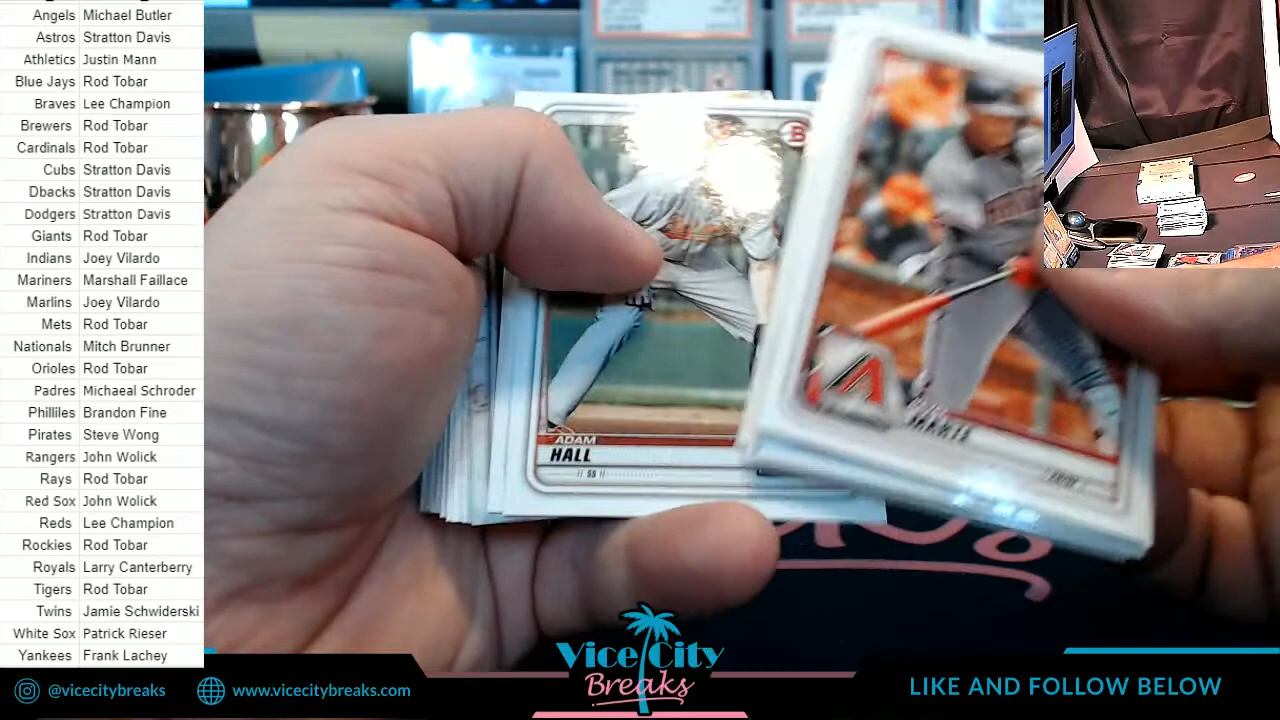 Angels Michael Butler
Astros Stratton Davis
Athletics Justin Mann
Blue Jays Rod Tobar
Braves Lee Champion
Brewers Rod Tobar
Cardinals Rod Tobar
Cubs Stratton Davis
Dbacks Stratton Davis
Dodgers Stratton Davis
Giants Rod Tobar
Indians Joey Vilardo
Mariners Marshall Faillace
Marlins Joey Vilardo
Mets Rod Tobar
Nationals Mitch Brunner
Orioles Rod Tobar
Padres Michaeal Schroder
Philliles Brandon Fine
Pirates Steve Wong
Rangers John Wolick
Rays Rod Tobar
Red Sox John Wolick
Reds Lee Champion
Rockies Rod Tobar
Royals Larry Canterberry
Tigers Rod Tobar
Twins Jamie Schwiderski
White Sox Patrick Rieser
Yankees Frank Lachey
B
ADAM
HALL
SS
A
MARTE
Vice City
Breaks
@vicecitybreaks
www.vicecitybreaks.com
LIKE AND FOLLOW BELOW